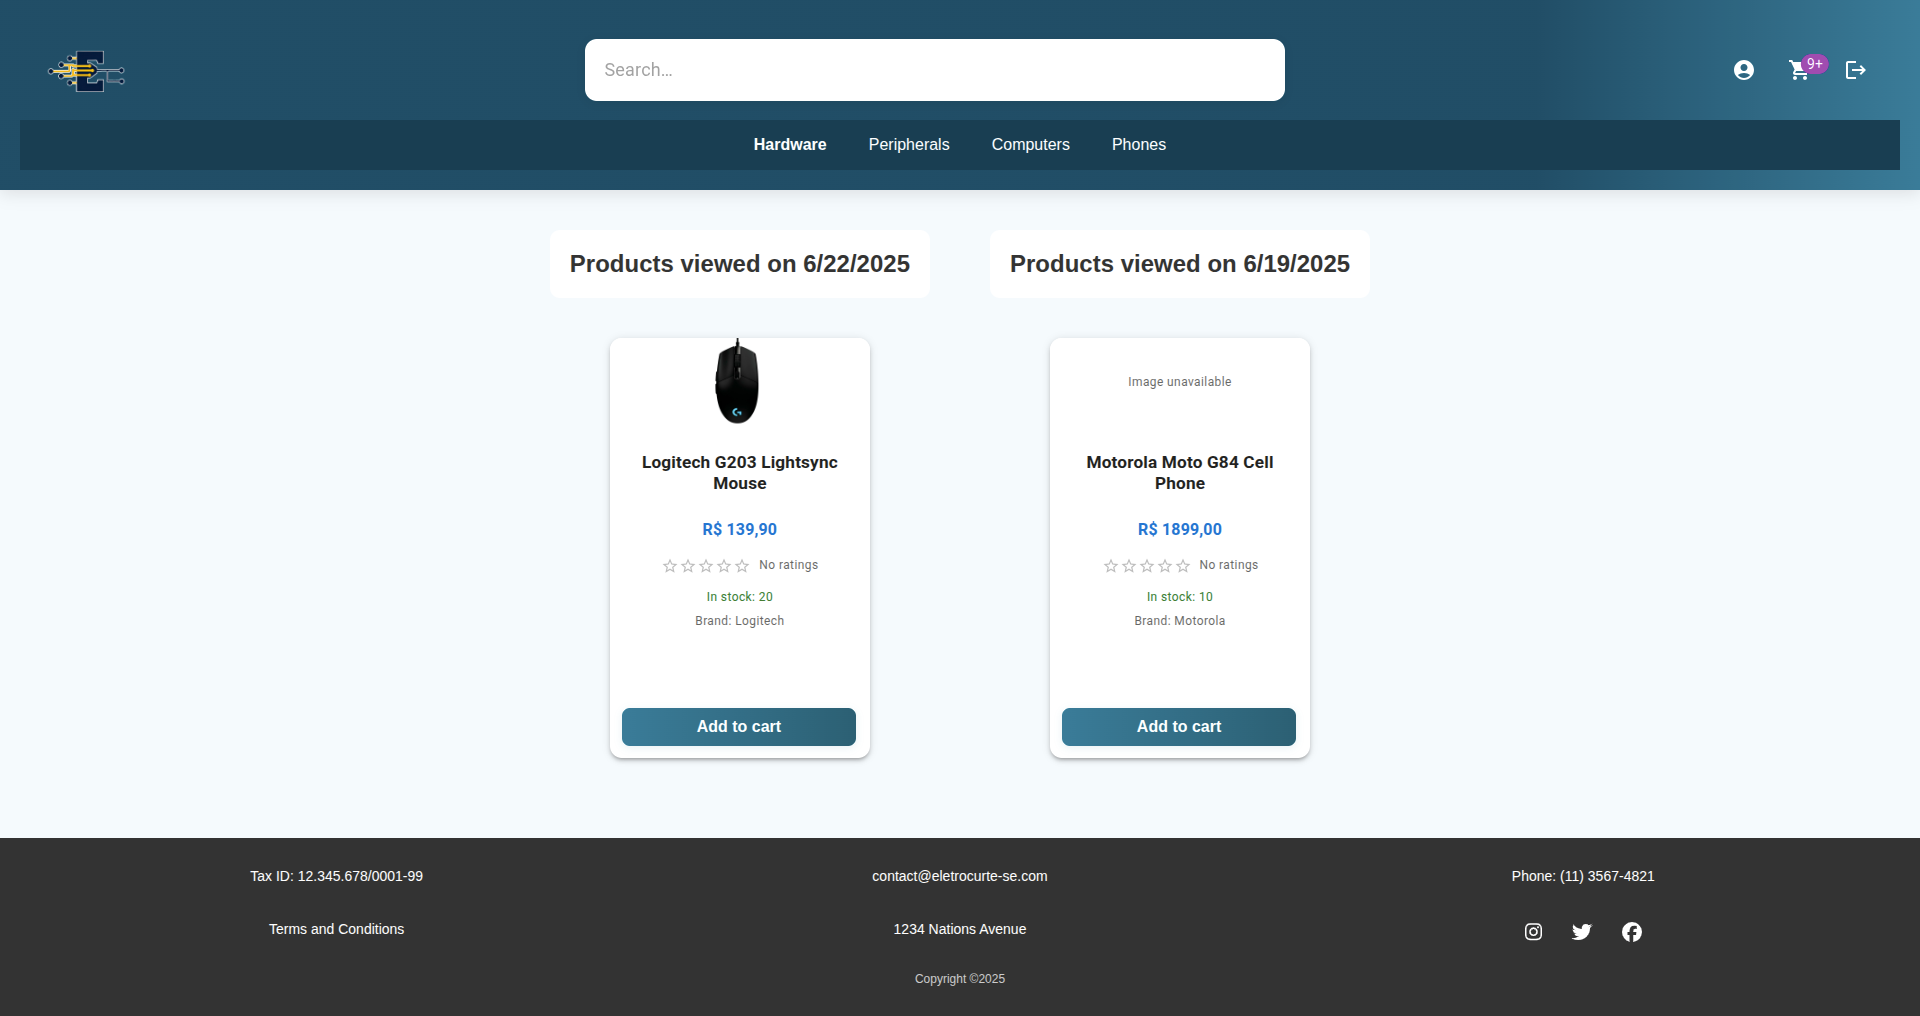 Search...
9+
Hardware
Peripherals
Computers
Phones
Products viewed on 6/22/2025
Logitech G203 Lightsync
Mouse
R$ 139,90
No ratings
In stock: 20
Brand: Logitech
Add to cart
Products viewed on 6/19/2025
Image unavailable
Motorola Moto G84 Cell
Phone
R$ 1899,00
No ratings
In stock: 10
Brand: Motorola
Add to cart
Tax ID: 12.345.678/0001-99
Terms and Conditions
contact@eletrocurte-se.com
1234 Nations Avenue
Phone: (11) 3567-4821
Copyright ©2025